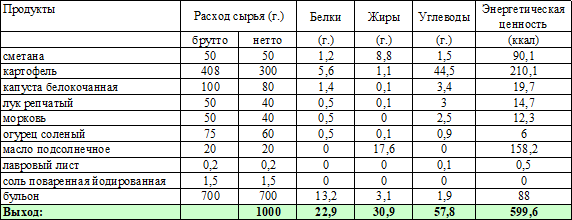 Продукты Расход сырья (г.) Белки Жиры Углеводы Энергетическая ценность
брутто нетто (г.) (г.) (г.) (ккал)
сметана 50 50 1,2 8,8 1,5 90,1
картофель 408 300 5,6 1,1 44,5 210,1
капуста белокочанная 100 80 1,4 0,1 3,4 19,7
лук репчатый 50 40 0,5 0,1 3 14,7
морковь 50 40 0,5 0 2,5 12,3
огурец соленый 75 60 0,5 0,1 0,9 6
масло подсолнечное 20 20 0 17,6 0 158,2
лавровый лист 0,2 0,2 0 0 0,1 0,5
соль поваренная йодированная 1,5 1,5 0 0 0 0
бульон 700 700 13,2 3,1 1,9 88
Выход: 1000 22,9 30,9 57,8 599,6